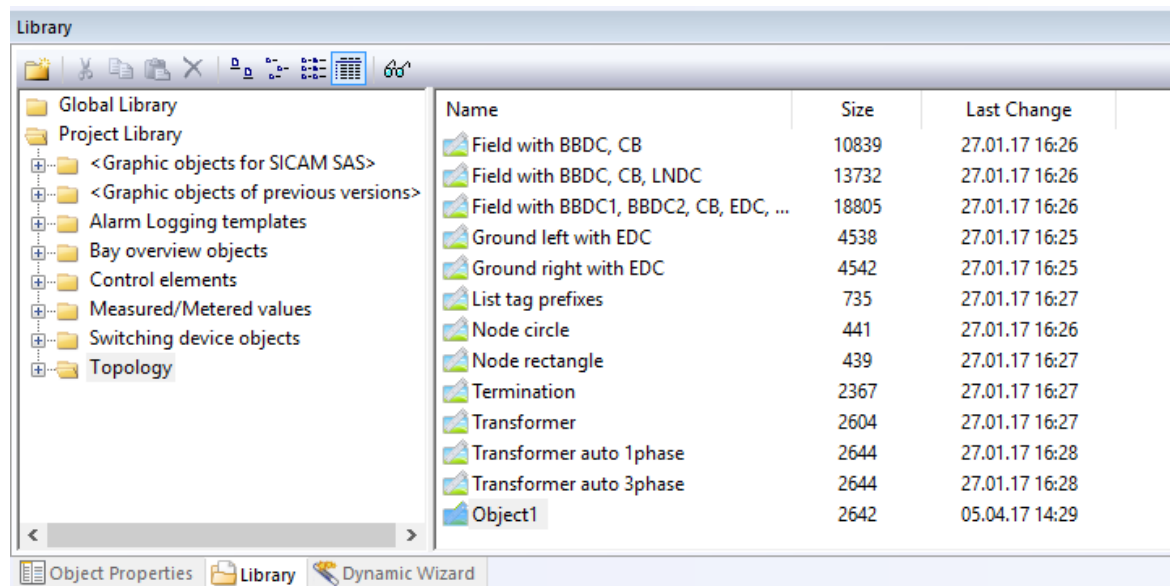 Library
Global Library
Project Library
<Graphic objects for SICAM SAS>
<Graphic objects of previous versions>
Alarm Logging templates
Bay overview objects
Control elements
Measured/Metered values
Switching device objects
Topology
Name Size Last Change
Field with BBDC, CB 10839 27.01.17 16:26
Field with BBDC, CB, LNDC 13732 27.01.17 16:26
Field with BBDC1, BBDC2, CB, EDC, ... 18805 27.01.17 16:26
Ground left with EDC 4538 27.01.17 16:25
Ground right with EDC 4542 27.01.17 16:25
List tag prefixes 735 27.01.17 16:27
Node circle 441 27.01.17 16:26
Node rectangle 439 27.01.17 16:27
Termination 2367 27.01.17 16:27
Transformer 2604 27.01.17 16:27
Transformer auto 1phase 2644 27.01.17 16:28
Transformer auto 3phase 2644 27.01.17 16:28
Object1 2642 05.04.17 14:29
Object Properties Library Dynamic Wizard